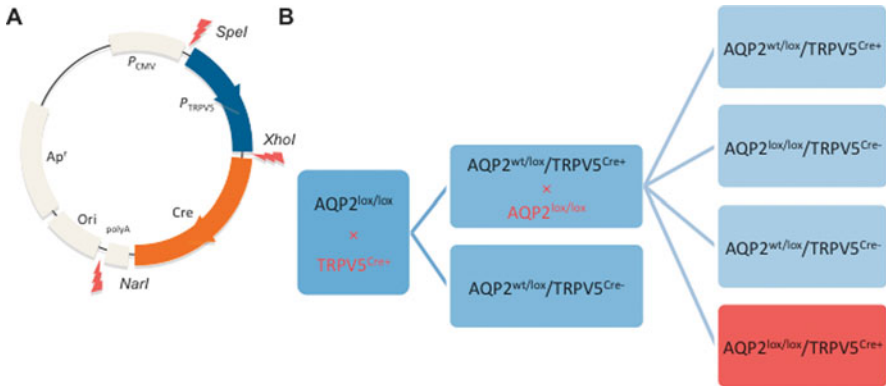 A
SpeI
P_CMV
P_TRPV5
XhoI
Ap^r
Cre
Ori
polyA
NarI
B
AQP2^lox/lox
×
TRPV5^Cre+
AQP2^wt/lox/TRPV5^Cre+
×
AQP2^lox/lox
AQP2^wt/lox/TRPV5^Cre-
AQP2^wt/lox/TRPV5^Cre+
AQP2^lox/lox/TRPV5^Cre-
AQP2^wt/lox/TRPV5^Cre-
AQP2^lox/lox/TRPV5^Cre+